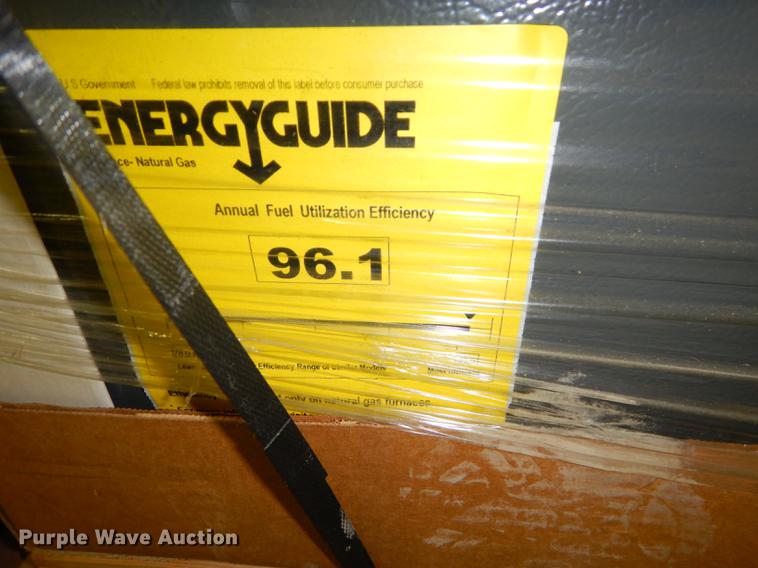 U S Government Federal law prohibits removal of this label before consumer purchase
ENERGYGUIDE
ce- Natural Gas
Annual Fuel Utilization Efficiency
96.1
Efficiency Range of Similar Models
only on natural gas furnaces
Purple Wave Auction